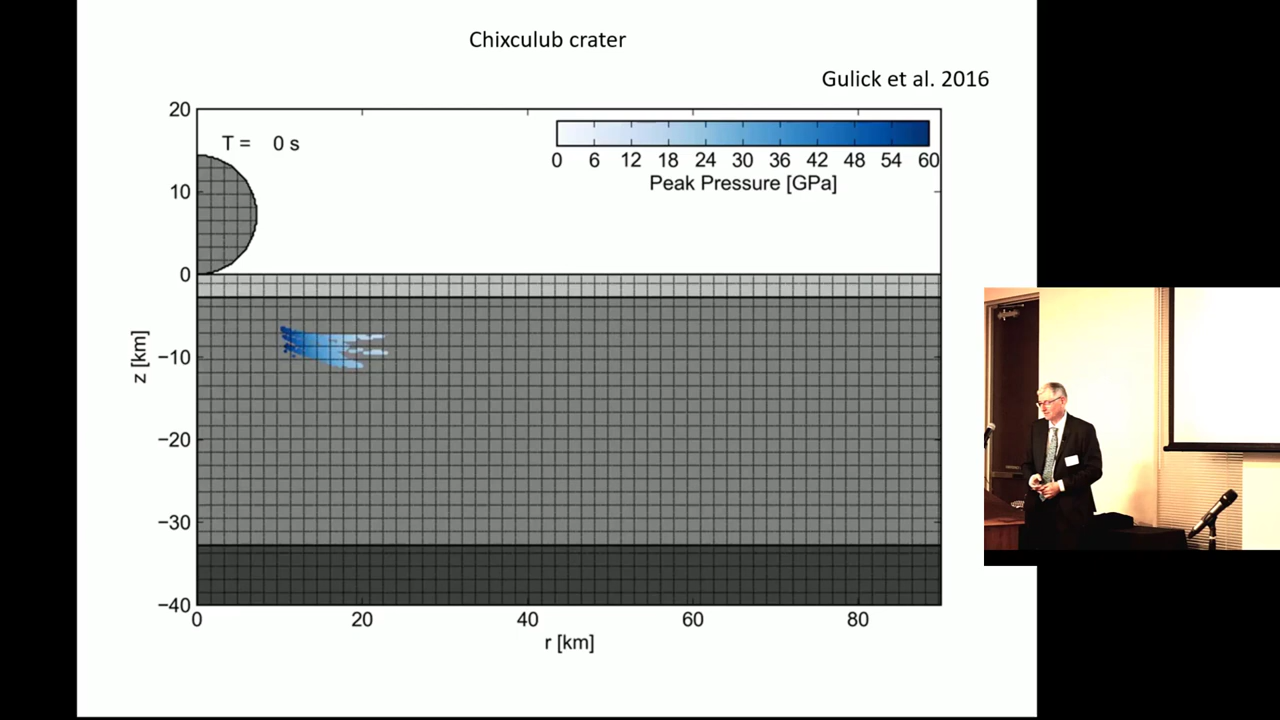 Chixculub crater
Gulick et al. 2016
20
T = 0 s
0 6 12 18 24 30 36 42 48 54 60
Peak Pressure [GPa]
10
0
z [km]
−10
−20
−30
−40
0 20 40 60 80
r [km]